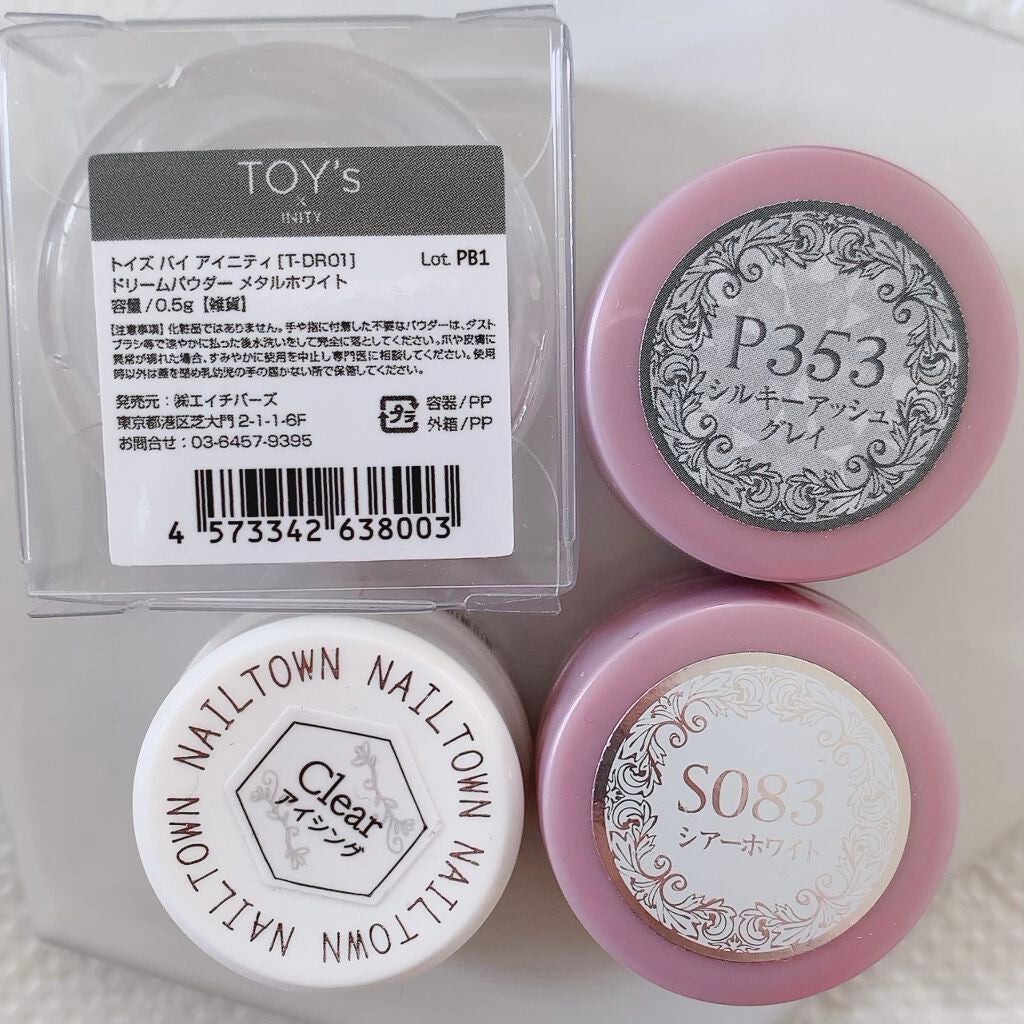 TOY's
×
INITY
トイズ バイ アイニティ [T-DR01] Lot. PB1
ドリームパウダー メタルホワイト
容量/0.5g【雑貨】
【注意事項】化粧品ではありません。手や指に付着した不要なパウダーは、ダスト
ブラシ等で速やかに払った後水洗いをして完全に落としてください。爪や皮膚に
異常が現れた場合、すみやかに使用を中止し専門医に相談してください。使用
時以外は蓋を閉め乳幼児の手の届かない所で保管してください。
発売元:㈱エイチバーズ
東京都港区芝大門 2-1-1-6F
お問合せ:03-6457-9395
プラ
容器/PP
外箱/PP
4 573342 638003
P353
シルキーアッシュ
グレイ
NAILTOWN NAILTOWN NAILTOWN NAILTOWN NAILTOWN
Clear
アイシング
S083
シアーホワイト